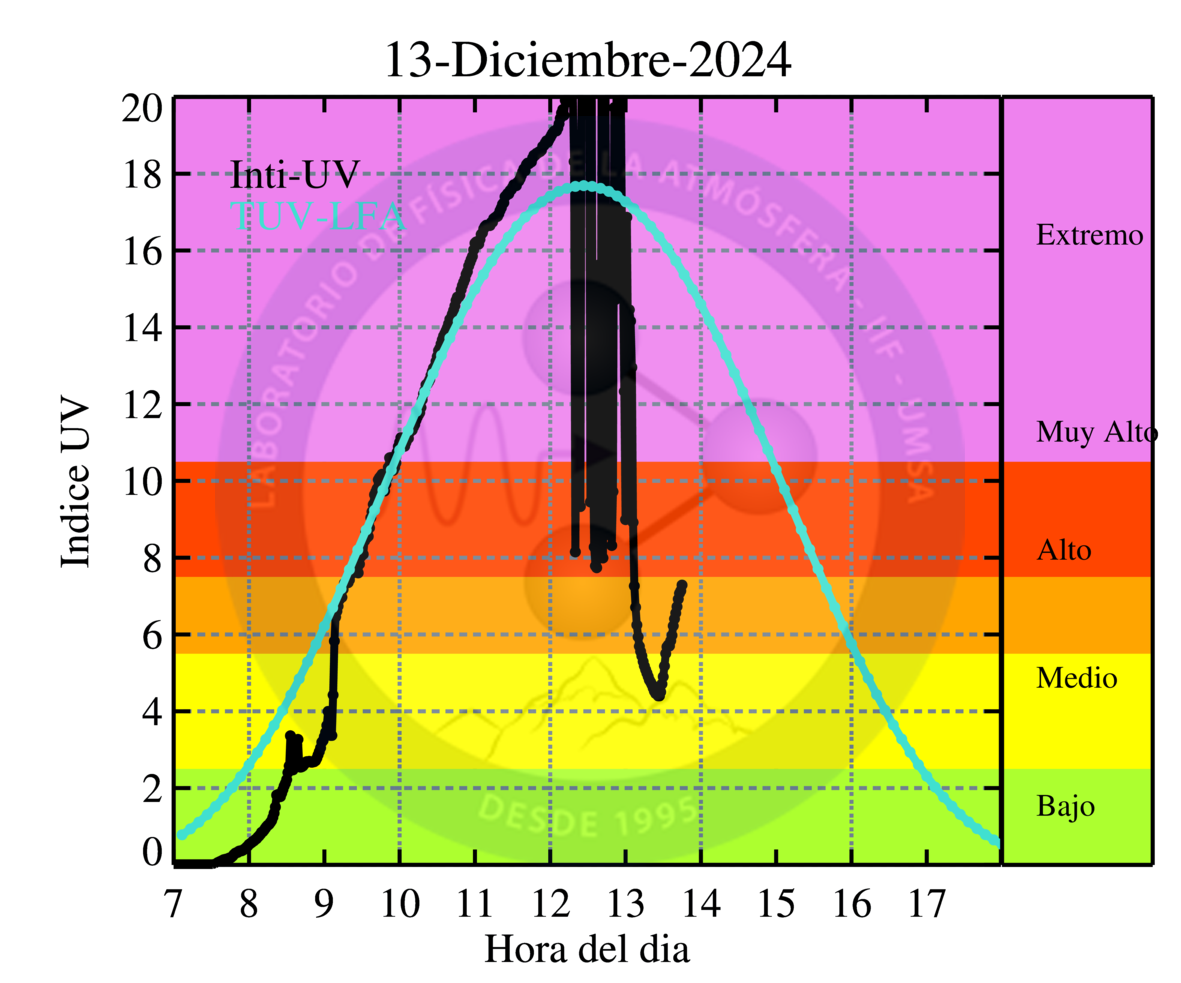 13-Diciembre-2024
20
18
16
14
12
10
8
6
4
2
0
Indice UV
Inti-UV
TUV-LFA
LABORATORIO DE FÍSICA DE LA ATMÓSFERA - IIF - UMSA
DESDE 1995
Extremo
Muy Alto
Alto
Medio
Bajo
7 8 9 10 11 12 13 14 15 16 17
Hora del dia